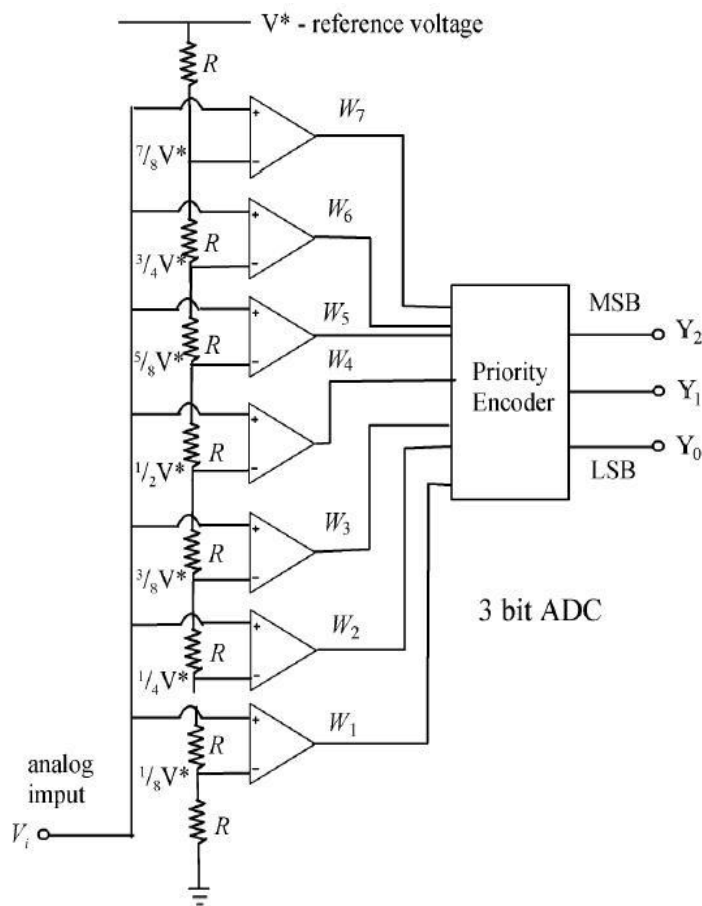 V* - reference voltage
R
W7
7/8V*
W6
R
3/4V*
W5
R
5/8V*
W4
MSB
Y2
Priority
Encoder
Y1
R
1/2V*
Y0
LSB
W3
R
3/8V*
3 bit ADC
W2
R
1/4V*
W1
R
analog
imput
1/8V*
Vi
R